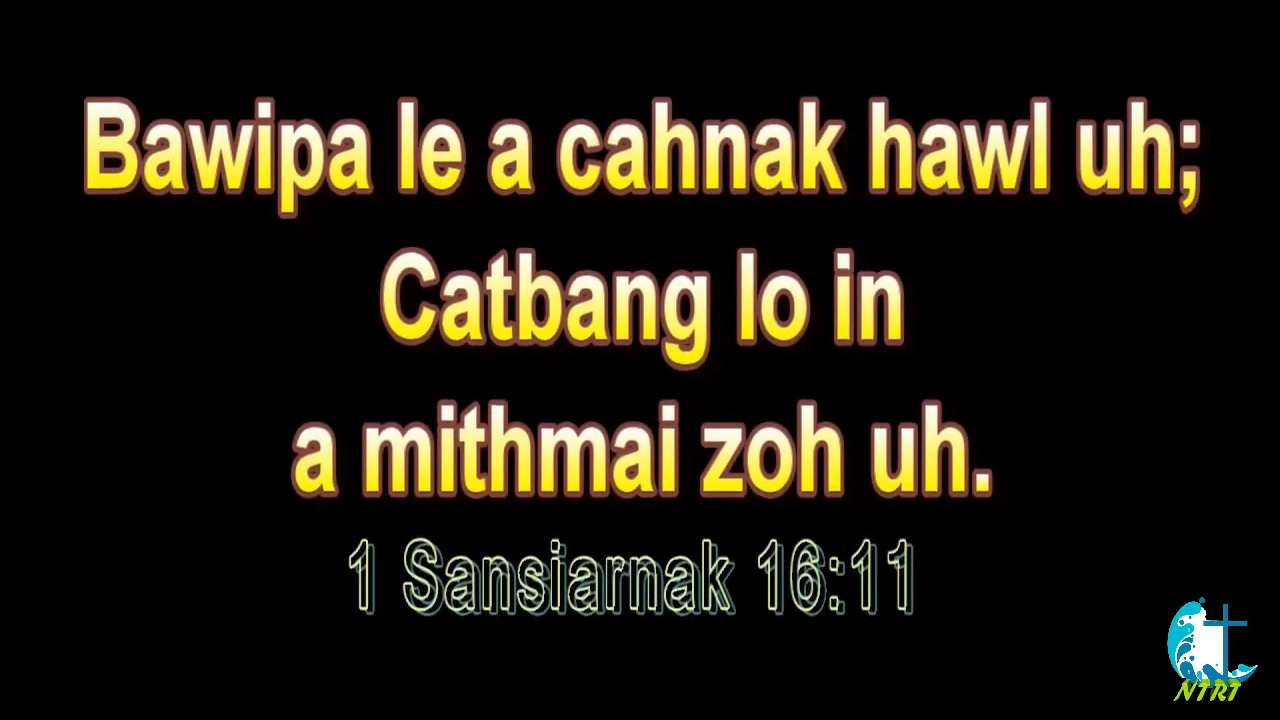 Bawipa le a cahnak hawl uh;
Catbang lo in
a mithmai zoh uh.
1 Sansiarnak 16:11
NTRT